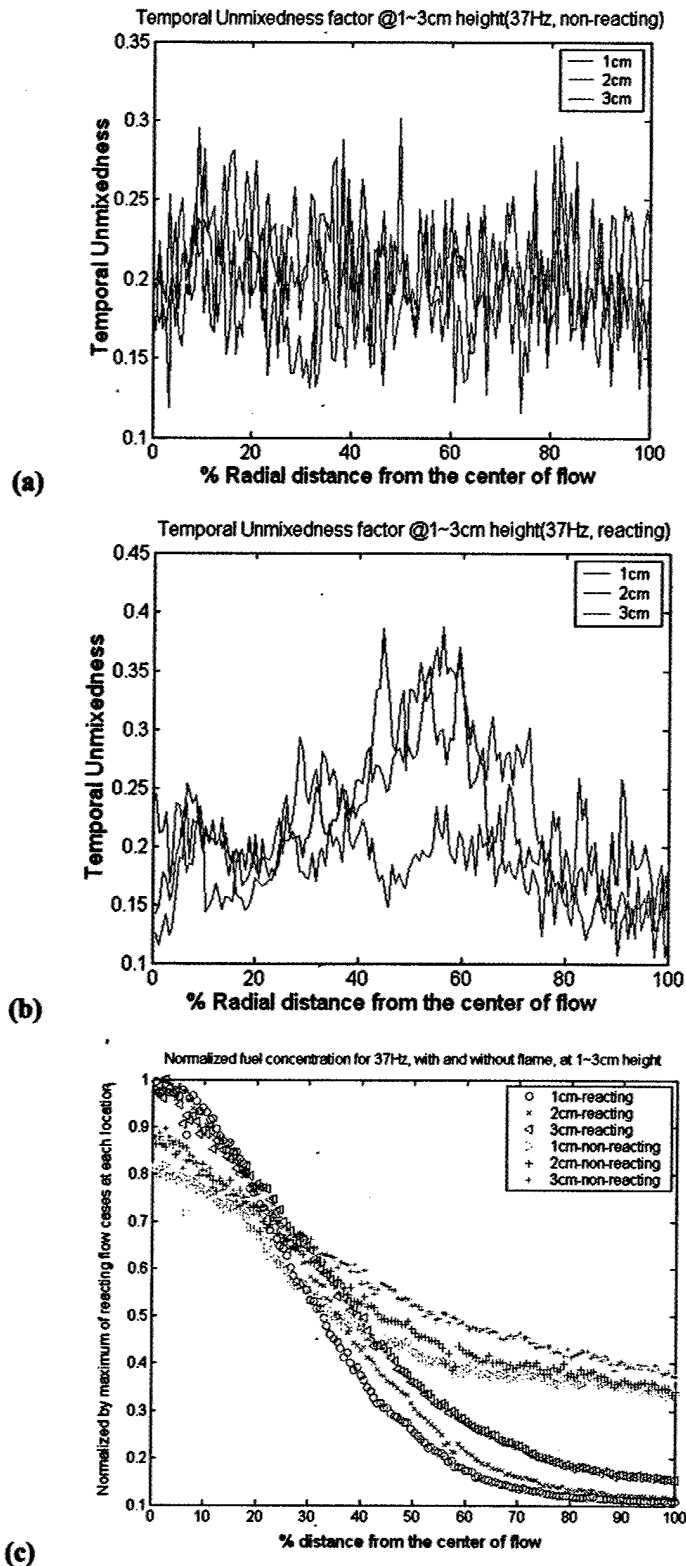 Temporal Unmixedness factor @1~3cm height(37Hz, non-reacting)
0.35
0.3
0.25
0.2
0.15
0.1
Temporal Unmixedness
1cm
2cm
3cm
0 20 40 60 80 100
% Radial distance from the center of flow
(a)
Temporal Unmixedness factor @1~3cm height(37Hz, reacting)
0.45
0.4
0.35
0.3
0.25
0.2
0.15
0.1
Temporal Unmixedness
1cm
2cm
3cm
0 20 40 60 80 100
% Radial distance from the center of flow
(b)
Normalized fuel concentration for 37Hz, with and without flame, at 1~3cm height
1
0.9
0.8
0.7
0.6
0.5
0.4
0.3
0.2
0.1
Normalized by maximum of reacting flow cases at each location
1cm-reacting
2cm-reacting
3cm-reacting
1cm-non-reacting
2cm-non-reacting
3cm-non-reacting
0 10 20 30 40 50 60 70 80 90 100
% distance from the center of flow
(c)